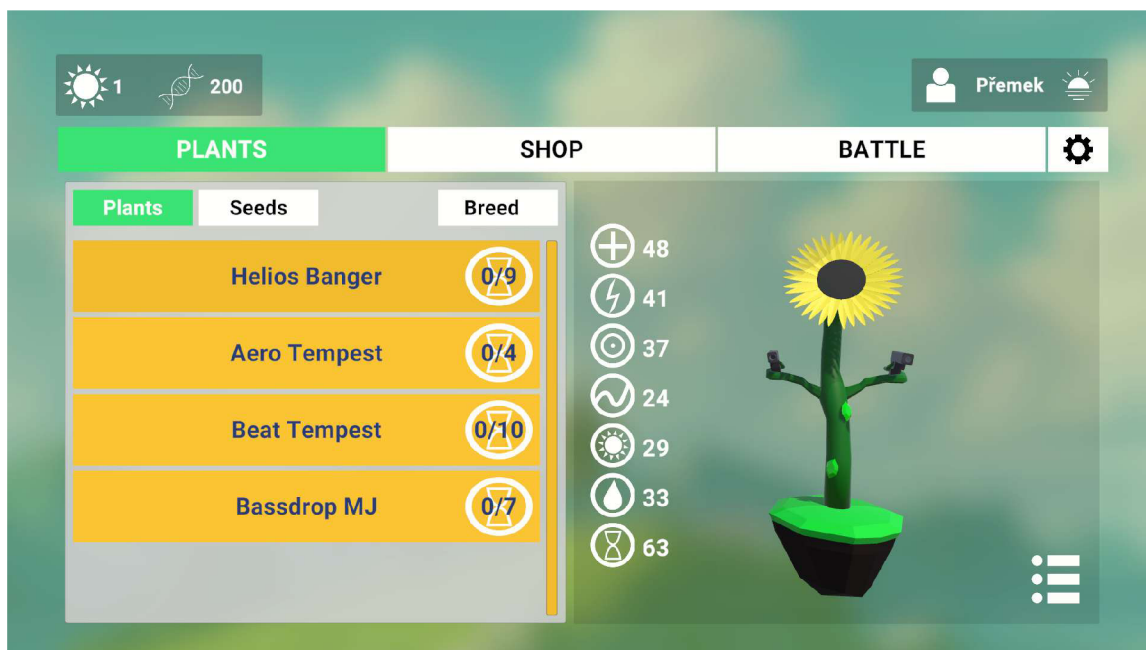 1 200 Přemek
PLANTS SHOP BATTLE
Plants Seeds Breed
Helios Banger 0/9
Aero Tempest 0/4
Beat Tempest 0/10
Bassdrop MJ 0/7
48
41
37
24
29
33
63